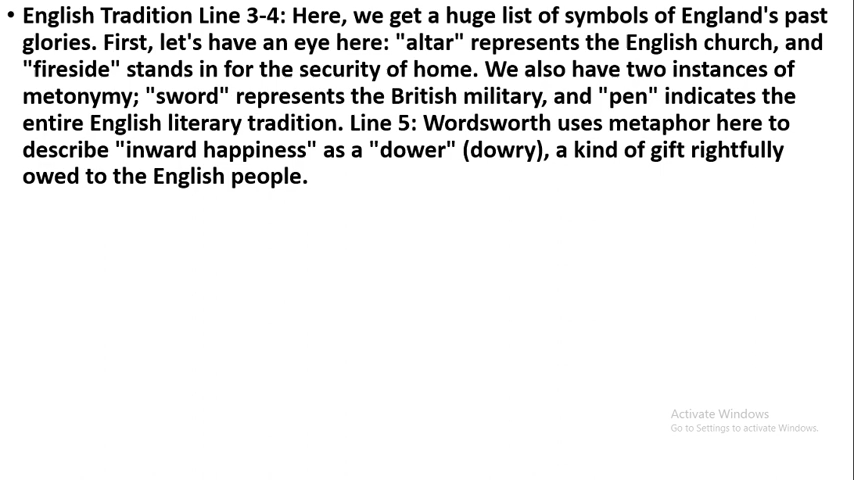 • English Tradition Line 3-4: Here, we get a huge list of symbols of England's past
glories. First, let's have an eye here: "altar" represents the English church, and
"fireside" stands in for the security of home. We also have two instances of
metonymy; "sword" represents the British military, and "pen" indicates the
entire English literary tradition. Line 5: Wordsworth uses metaphor here to
describe "inward happiness" as a "dower" (dowry), a kind of gift rightfully
owed to the English people.
Activate Windows
Go to Settings to activate Windows.